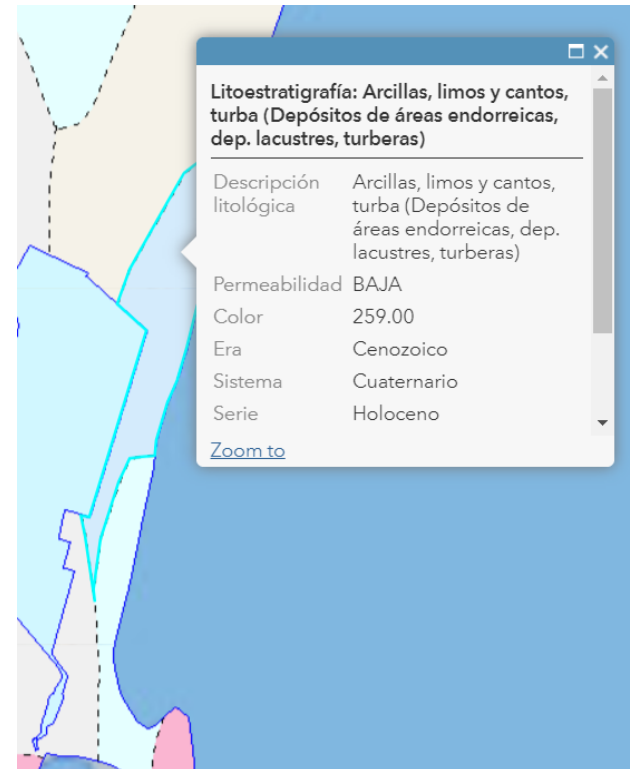 Litoestratigrafía: Arcillas, limos y cantos,
turba (Depósitos de áreas endorreicas,
dep. lacustres, turberas)
Descripción litológica
Arcillas, limos y cantos,
turba (Depósitos de
áreas endorreicas, dep.
lacustres, turberas)
Permeabilidad BAJA
Color 259.00
Era Cenozoico
Sistema Cuaternario
Serie Holoceno
Zoom to